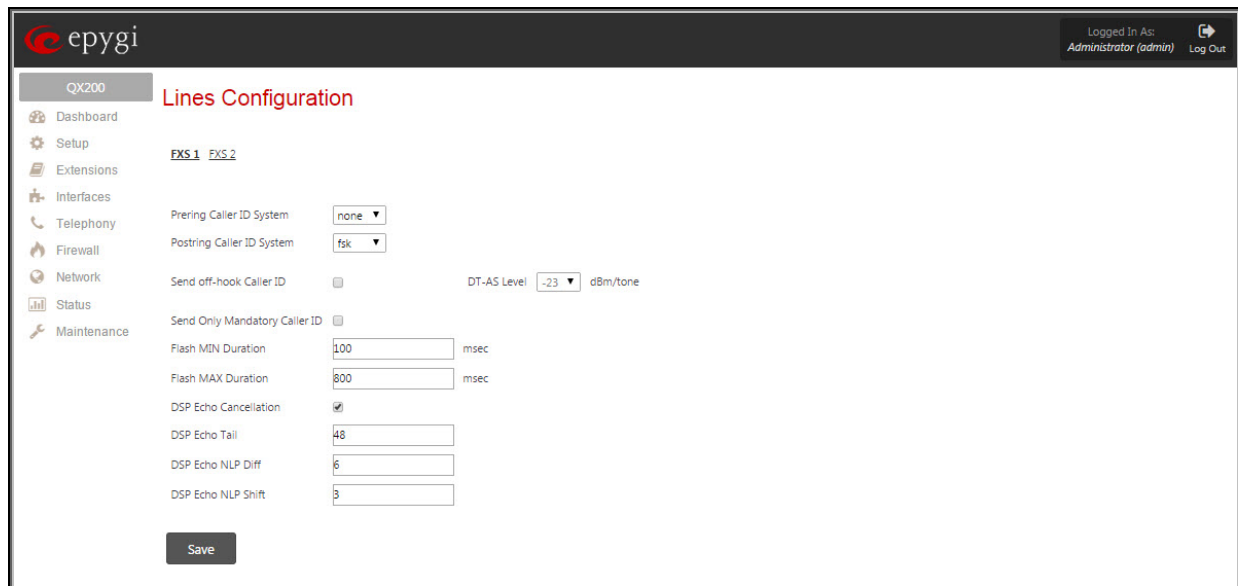 epygi
Logged In As:
Administrator (admin)
Log Out
QX200
Dashboard
Setup
Extensions
Interfaces
Telephony
Firewall
Network
Status
Maintenance
Lines Configuration
FXS 1 FXS 2
Prering Caller ID System none
Postring Caller ID System fsk
Send off-hook Caller ID DT-AS Level -23 dBm/tone
Send Only Mandatory Caller ID
Flash MIN Duration 100 msec
Flash MAX Duration 800 msec
DSP Echo Cancellation
DSP Echo Tail 48
DSP Echo NLP Diff 6
DSP Echo NLP Shift 3
Save